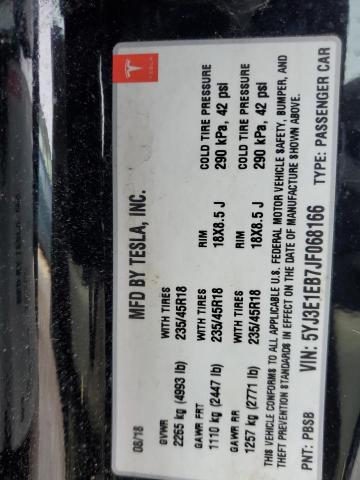 TESLA
MFD BY TESLA, INC.
08/18
GVWR
2265 kg (4993 lb)
WITH TIRES
235/45R18
RIM
18X8.5 J
COLD TIRE PRESSURE
290 kPa, 42 psi
GAWR FRT
1110 kg (2447 lb)
WITH TIRES
235/45R18
RIM
18X8.5 J
COLD TIRE PRESSURE
290 kPa, 42 psi
GAWR RR
1257 kg (2771 lb)
WITH TIRES
235/45R18
THIS VEHICLE CONFORMS TO ALL APPLICABLE U.S. FEDERAL MOTOR VEHICLE SAFETY, BUMPER, AND
THEFT PREVENTION STANDARDS IN EFFECT ON THE DATE OF MANUFACTURE SHOWN ABOVE.
PNT: PBSB VIN: 5YJ3E1EB7JF068166 TYPE: PASSENGER CAR